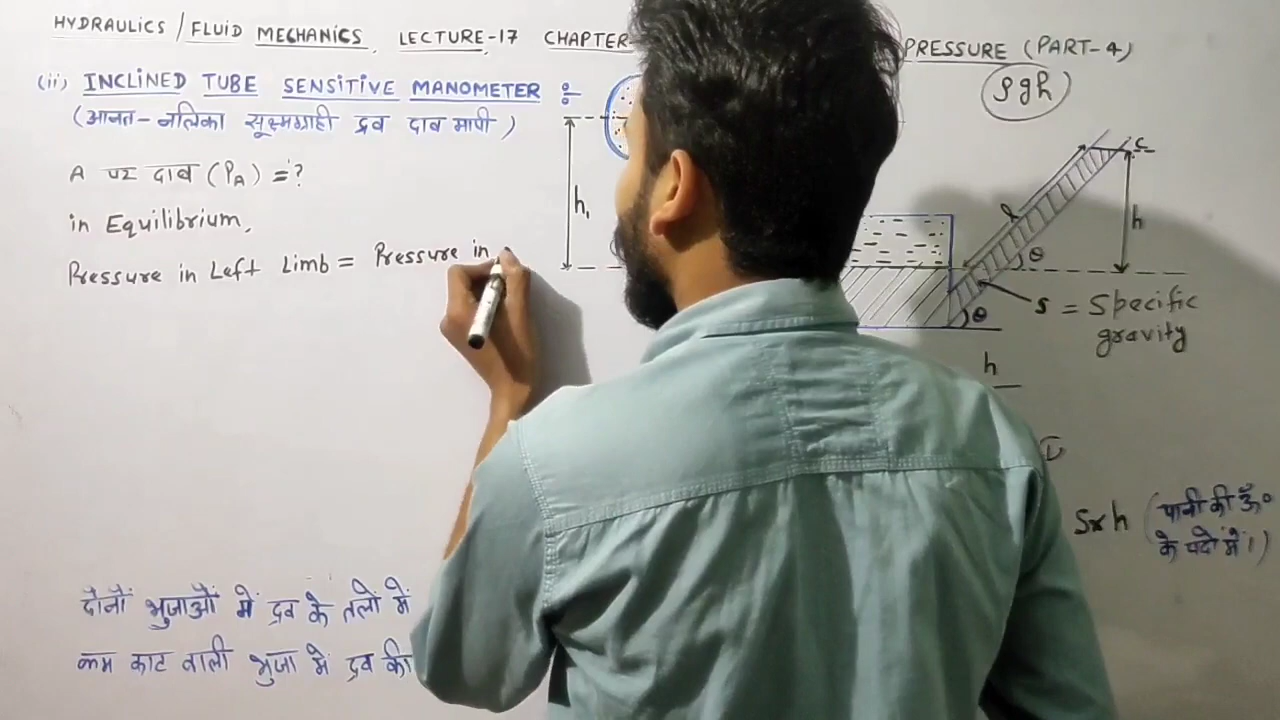 HYDRAULICS / FLUID MECHANICS, LECTURE-17 CHAPTER- PRESSURE (PART-4)
(ii) INCLINED TUBE SENSITIVE MANOMETER :-
(आनत-नलिका सूक्ष्मग्राही द्रव दाब मापी)
A पर दाब (PA) = ?
in Equilibrium,
Pressure in Left Limb = Pressure in
h₁
ρgh
c
l
h
θ
θ
s = Specific
gravity
h
S×h (पानी की ऊँ०
के पदों में।)
दोनों भुजाओं में द्रव के तलों में
कम काट वाली भुजा में द्रव की